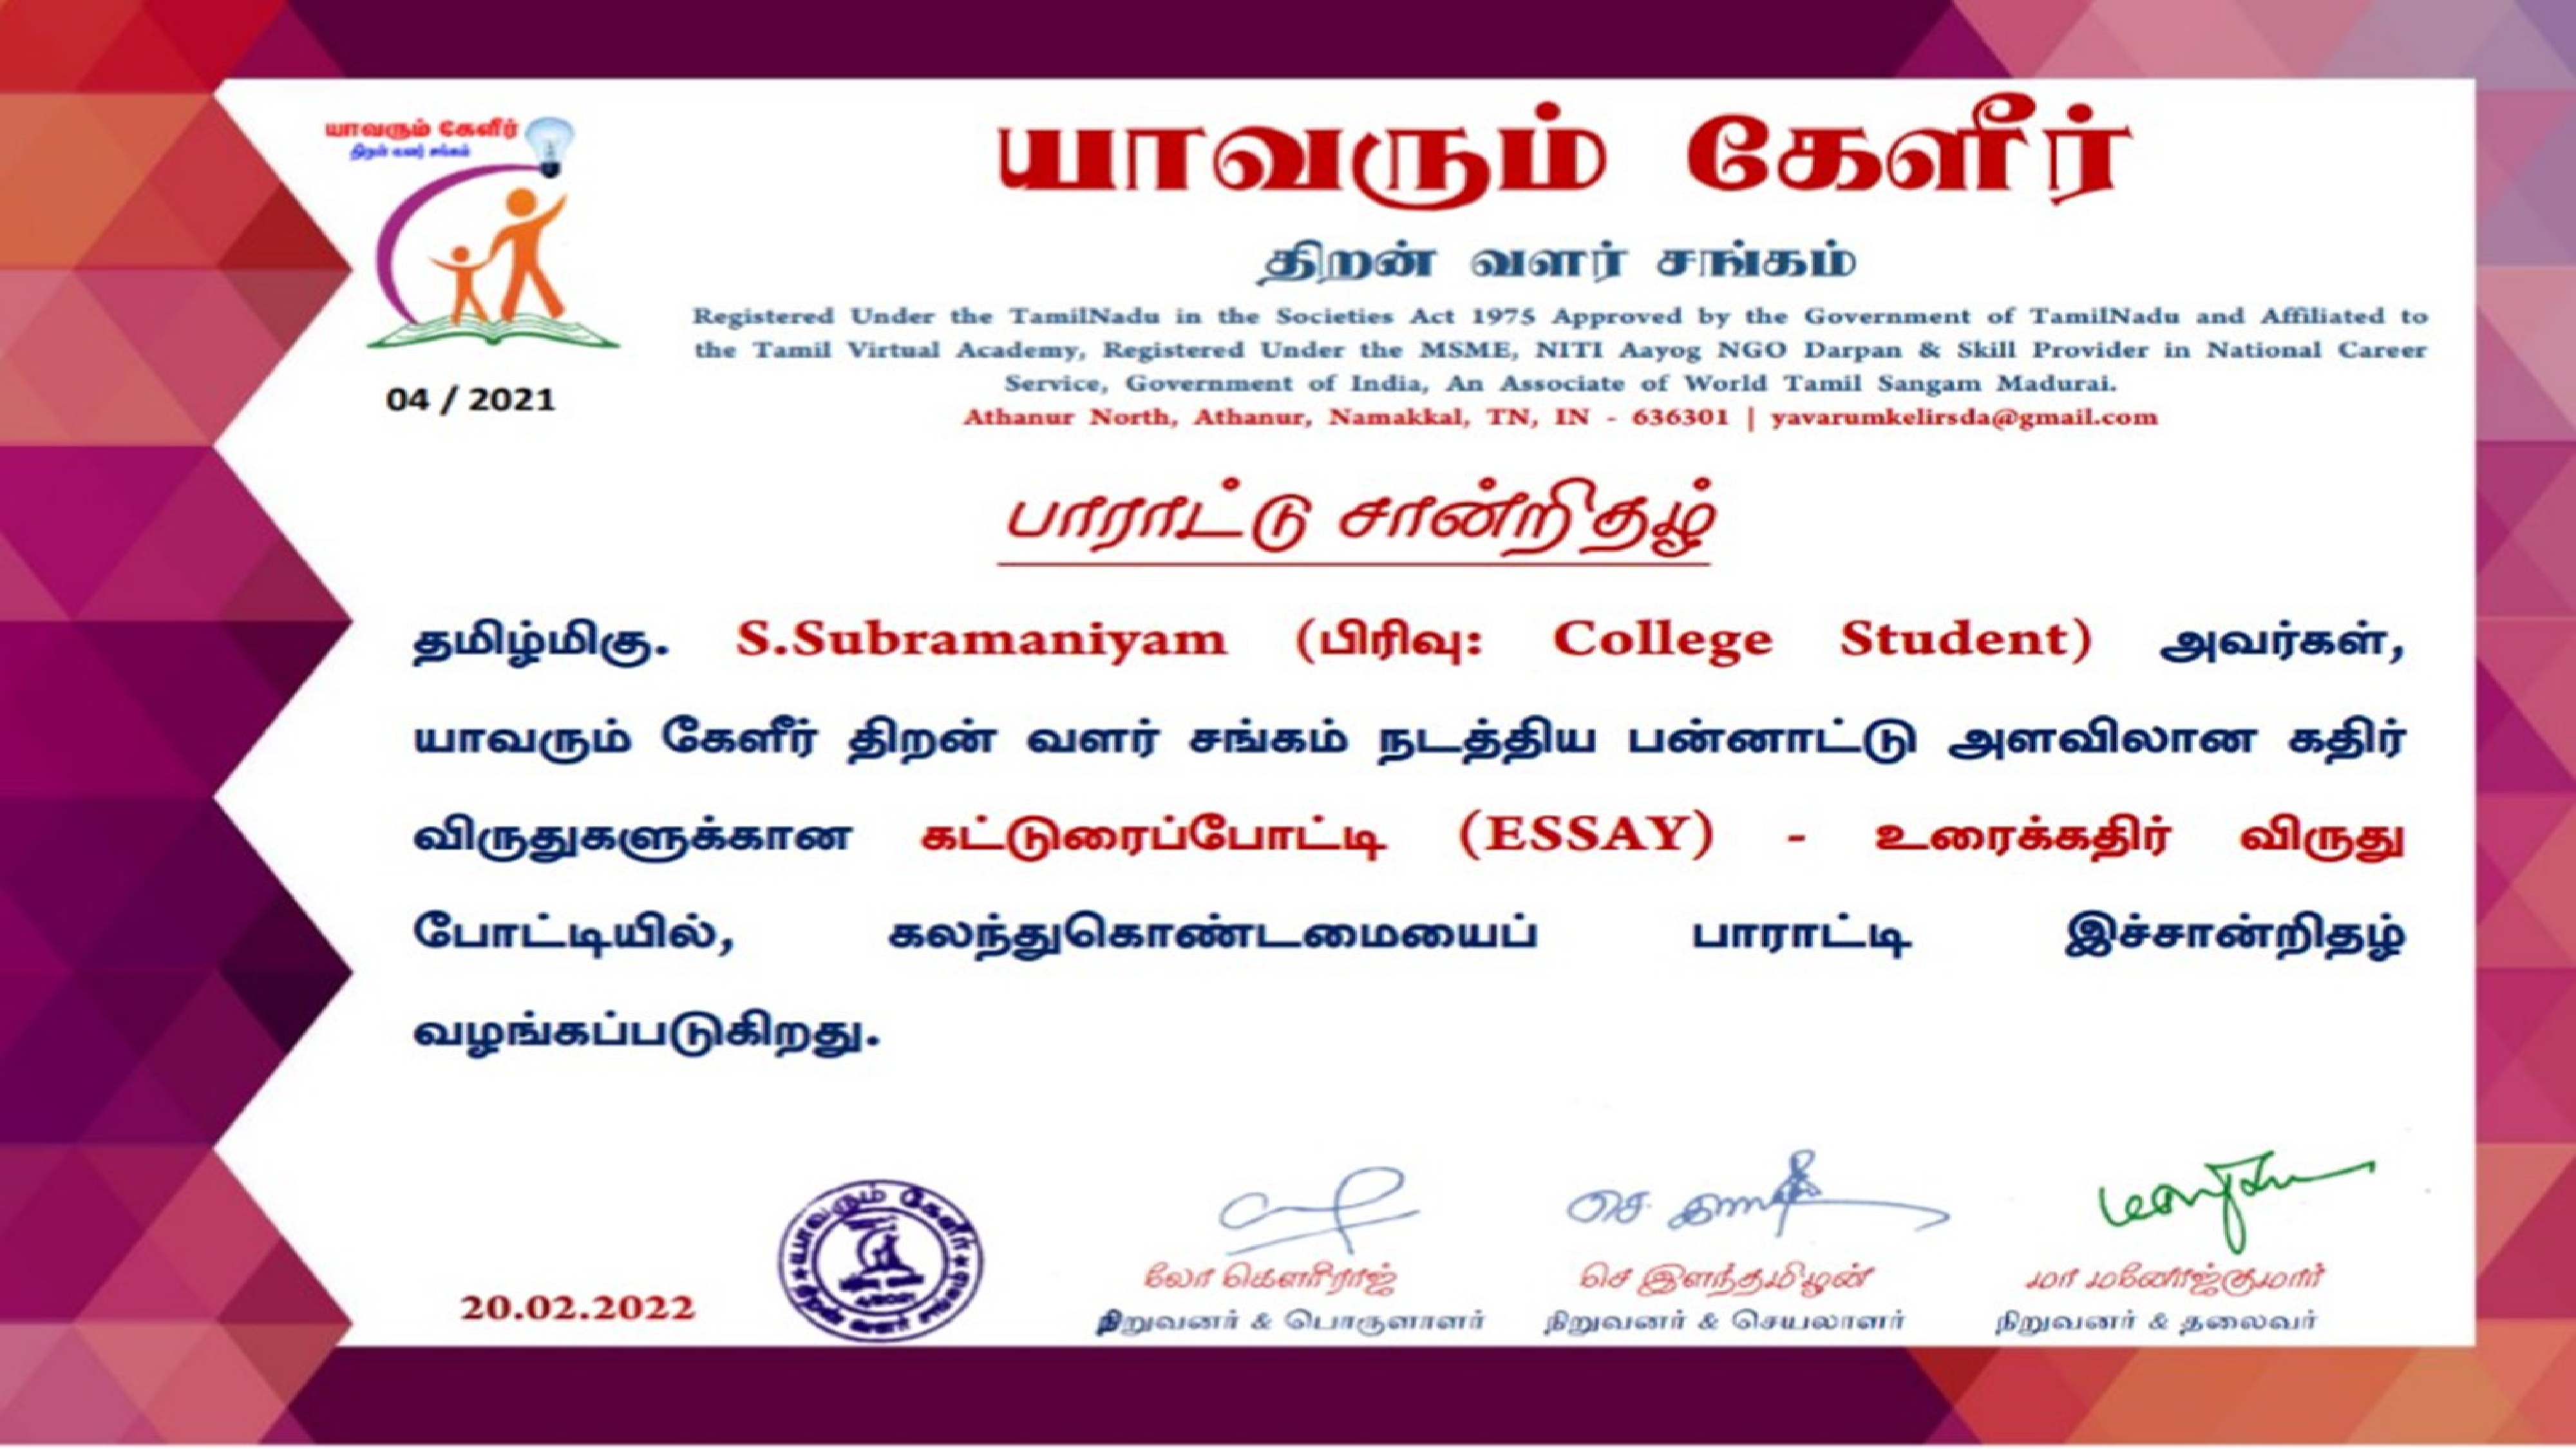 யாவரும் கேளீர்
திறன் வளர் சங்கம்
04 / 2021
யாவரும் கேளீர்
திறன் வளர் சங்கம்
Registered Under the TamilNadu in the Societies Act 1975 Approved by the Government of TamilNadu and Affiliated to
the Tamil Virtual Academy, Registered Under the MSME, NITI Aayog NGO Darpan & Skill Provider in National Career
Service, Government of India, An Associate of World Tamil Sangam Madurai.
Athanur North, Athanur, Namakkal, TN, IN - 636301 | yavarumkelirsda@gmail.com
பாராட்டு சான்றிதழ்
தமிழ்மிகு. S.Subramaniyam (பிரிவு: College Student) அவர்கள்,
யாவரும் கேளீர் திறன் வளர் சங்கம் நடத்திய பன்னாட்டு அளவிலான கதிர்
விருதுகளுக்கான கட்டுரைப்போட்டி (ESSAY) - உரைக்கதிர் விருது
போட்டியில், கலந்துகொண்டமையைப் பாராட்டி இச்சான்றிதழ்
வழங்கப்படுகிறது.
20.02.2022
யாவரும் கேளீர் திறன் வளர் சங்கம்
லோ கௌரிராஜ்
நிறுவனர் & பொருளாளர்
செ இளந்தமிழன்
நிறுவனர் & செயலாளர்
மா மனோஜ்குமார்
நிறுவனர் & தலைவர்